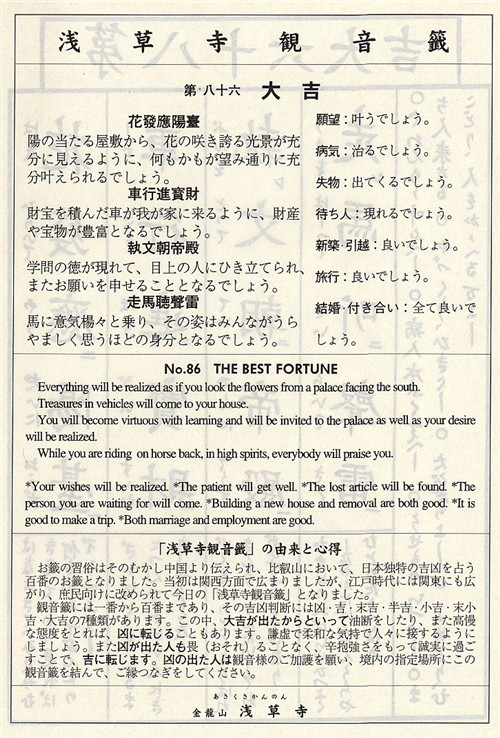 浅草寺観音籤
第・八十六 大吉
花發應陽臺
陽の当たる屋敷から、花の咲き誇る光景が充
分に見えるように、何もかもが望み通りに充
分叶えられるでしょう。
車行進寶財
財宝を積んだ車が我が家に来るように、財産
や宝物が豊富となるでしょう。
執文朝帝殿
学問の徳が現れて、目上の人にひき立てられ、
またお願いを申せることとなるでしょう。
走馬聴聲雷
馬に意気楊々と乗り、その姿はみんながうら
やましく思うほどの身分となるでしょう。
願望：叶うでしょう。
病気：治るでしょう。
失物：出てくるでしょう。
待ち人：現れるでしょう。
新築・引越：良いでしょう。
旅行：良いでしょう。
結婚・付き合い：全て良いで
しょう。
No.86 THE BEST FORTUNE
Everything will be realized as if you look the flowers from a palace facing the south.
Treasures in vehicles will come to your house.
You will become virtuous with learning and will be invited to the palace as well as your desire
will be realized.
While you are riding on horse back, in high spirits, everybody will praise you.
*Your wishes will be realized. *The patient will get well. *The lost article will be found. *The
person you are waiting for will come. *Building a new house and removal are both good. *It is
good to make a trip. *Both marriage and employment are good.
「浅草寺観音籤」の由来と心得
お籤の習俗はそのむかし中国より伝えられ、比叡山において、日本独特の吉凶を占う
百番のお籤となりました。当初は関西方面で広まりましたが、江戸時代には関東にも広
がり、庶民向けに改められて今日の「浅草寺観音籤」となりました。
観音籤には一番から百番まであり、その吉凶判断には凶・吉・末吉・半吉・小吉・末小
吉・大吉の7種類があります。この中、大吉が出たからといって油断をしたり、また高慢
な態度をとれば、凶に転じることもあります。謙虚で柔和な気持で人々に接するように
しましょう。また凶が出た人も畏（おそれ）ることなく、辛抱強さをもって誠実に過ご
すことで、吉に転じます。凶の出た人は観音様のご加護を願い、境内の指定場所にこの
観音籤を結んで、ご縁つなぎをしてください。
あさくさかんのん
金龍山 浅草寺